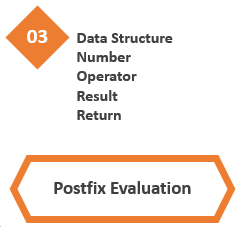 03
Data Structure
Number
Operator
Result
Return
Postfix Evaluation